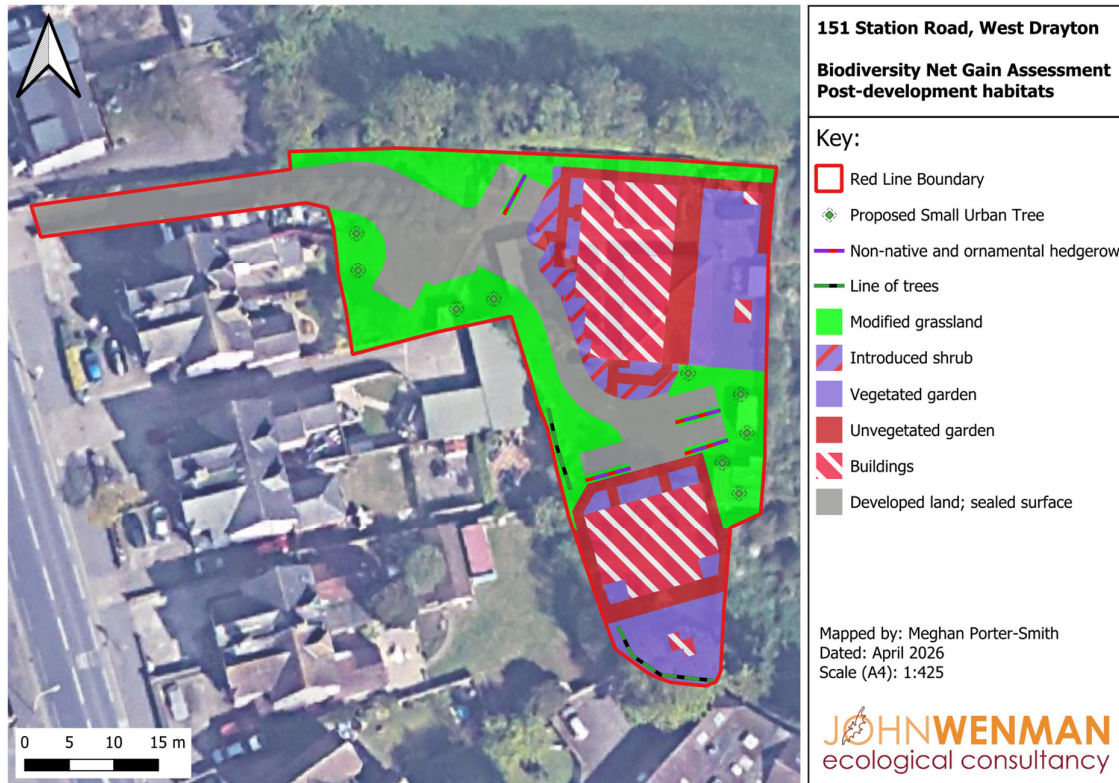 151 Station Road, West Drayton
Biodiversity Net Gain Assessment
Post-development habitats
Key:
Red Line Boundary
Proposed Small Urban Tree
Non-native and ornamental hedgerow
Line of trees
Modified grassland
Introduced shrub
Vegetated garden
Unvegetated garden
Buildings
Developed land; sealed surface
Mapped by: Meghan Porter-Smith
Dated: April 2026
Scale (A4): 1:425
JOHNWENMAN
ecological consultancy
0 5 10 15 m